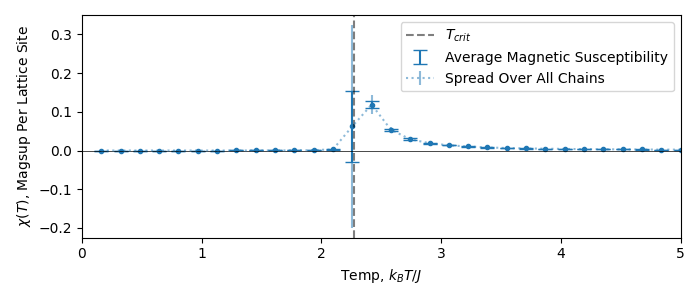 T_crit
Average Magnetic Susceptibility
Spread Over All Chains
χ(T), Magsup Per Lattice Site
0.3
0.2
0.1
0.0
−0.1
−0.2
0 1 2 3 4 5
Temp, k_BT/J